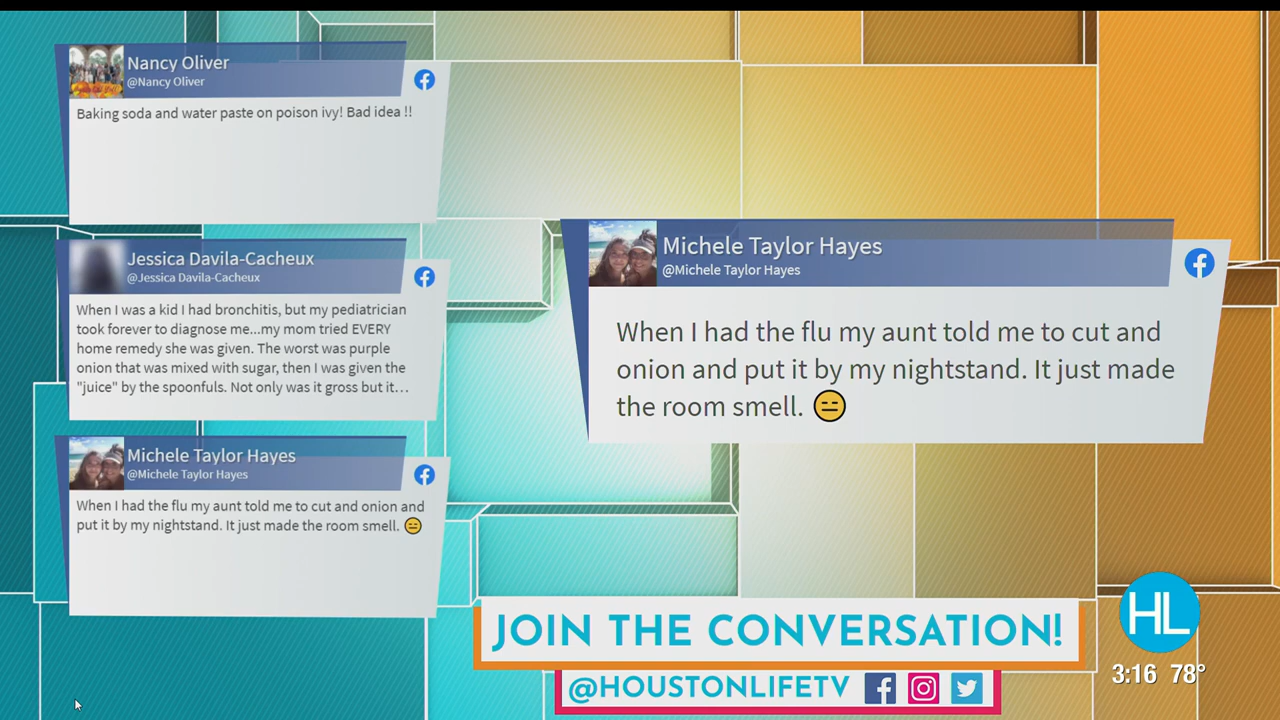 Nancy Oliver
@Nancy Oliver
Baking soda and water paste on poison ivy! Bad idea !!
Jessica Davila-Cacheux
@Jessica Davila-Cacheux
When I was a kid I had bronchitis, but my pediatrician
took forever to diagnose me...my mom tried EVERY
home remedy she was given. The worst was purple
onion that was mixed with sugar, then I was given the
"juice" by the spoonfuls. Not only was it gross but it…
Michele Taylor Hayes
@Michele Taylor Hayes
When I had the flu my aunt told me to cut and onion and
put it by my nightstand. It just made the room smell. 😑
Michele Taylor Hayes
@Michele Taylor Hayes
When I had the flu my aunt told me to cut and
onion and put it by my nightstand. It just made
the room smell. 😑
JOIN THE CONVERSATION!
@HOUSTONLIFETV
HL
3:16 78°